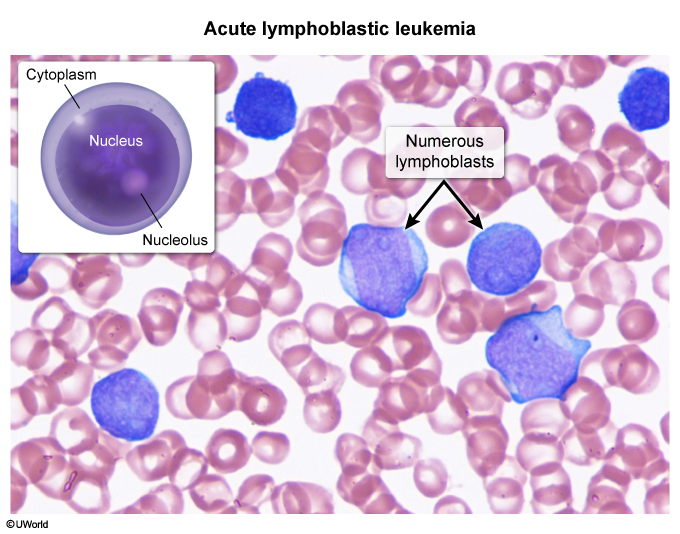 Acute lymphoblastic leukemia
Cytoplasm
Nucleus
Nucleolus
Numerous
lymphoblasts
©UWorld